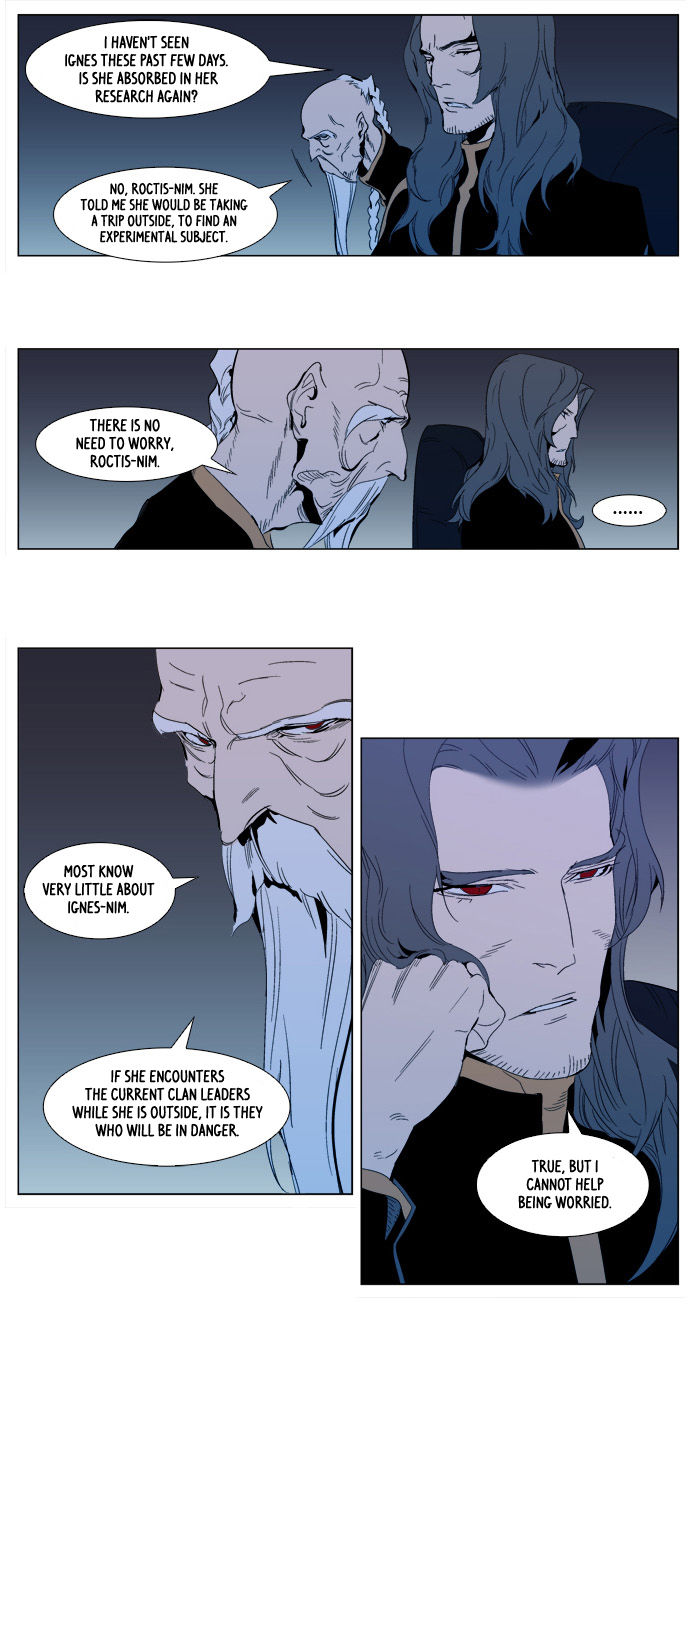 I HAVEN'T SEEN
IGNES THESE PAST FEW DAYS.
IS SHE ABSORBED IN HER
RESEARCH AGAIN?
NO, ROCTIS-NIM. SHE
TOLD ME SHE WOULD BE TAKING
A TRIP OUTSIDE, TO FIND AN
EXPERIMENTAL SUBJECT.
THERE IS NO
NEED TO WORRY,
ROCTIS-NIM.
......
MOST KNOW
VERY LITTLE ABOUT
IGNES-NIM.
IF SHE ENCOUNTERS
THE CURRENT CLAN LEADERS
WHILE SHE IS OUTSIDE, IT IS THEY
WHO WILL BE IN DANGER.
TRUE, BUT I
CANNOT HELP
BEING WORRIED.